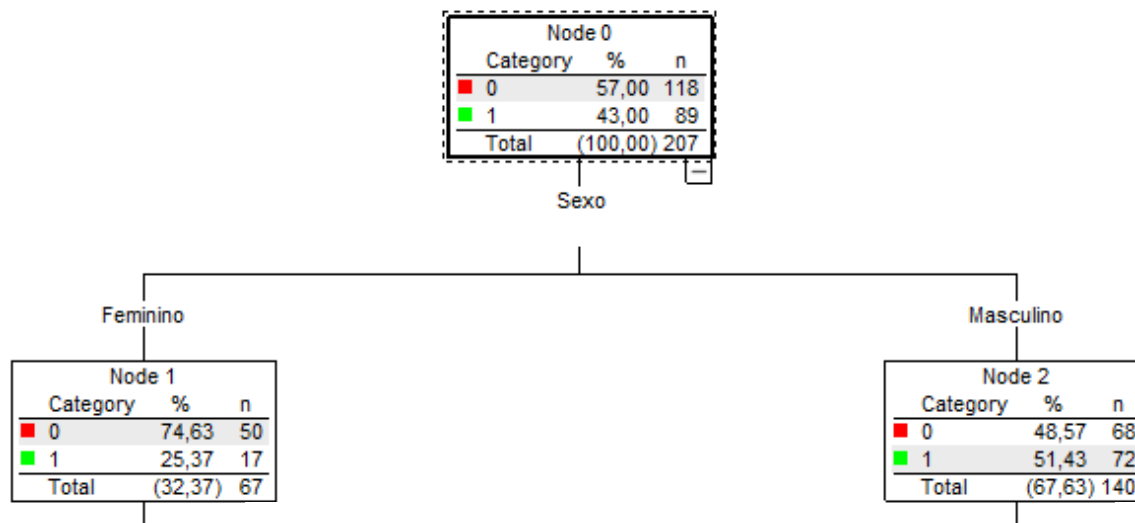 Node 0
Category % n
0 57,00 118
1 43,00 89
Total (100,00) 207
Sexo
Feminino
Masculino
Node 1
Category % n
0 74,63 50
1 25,37 17
Total (32,37) 67
Node 2
Category % n
0 48,57 68
1 51,43 72
Total (67,63) 140